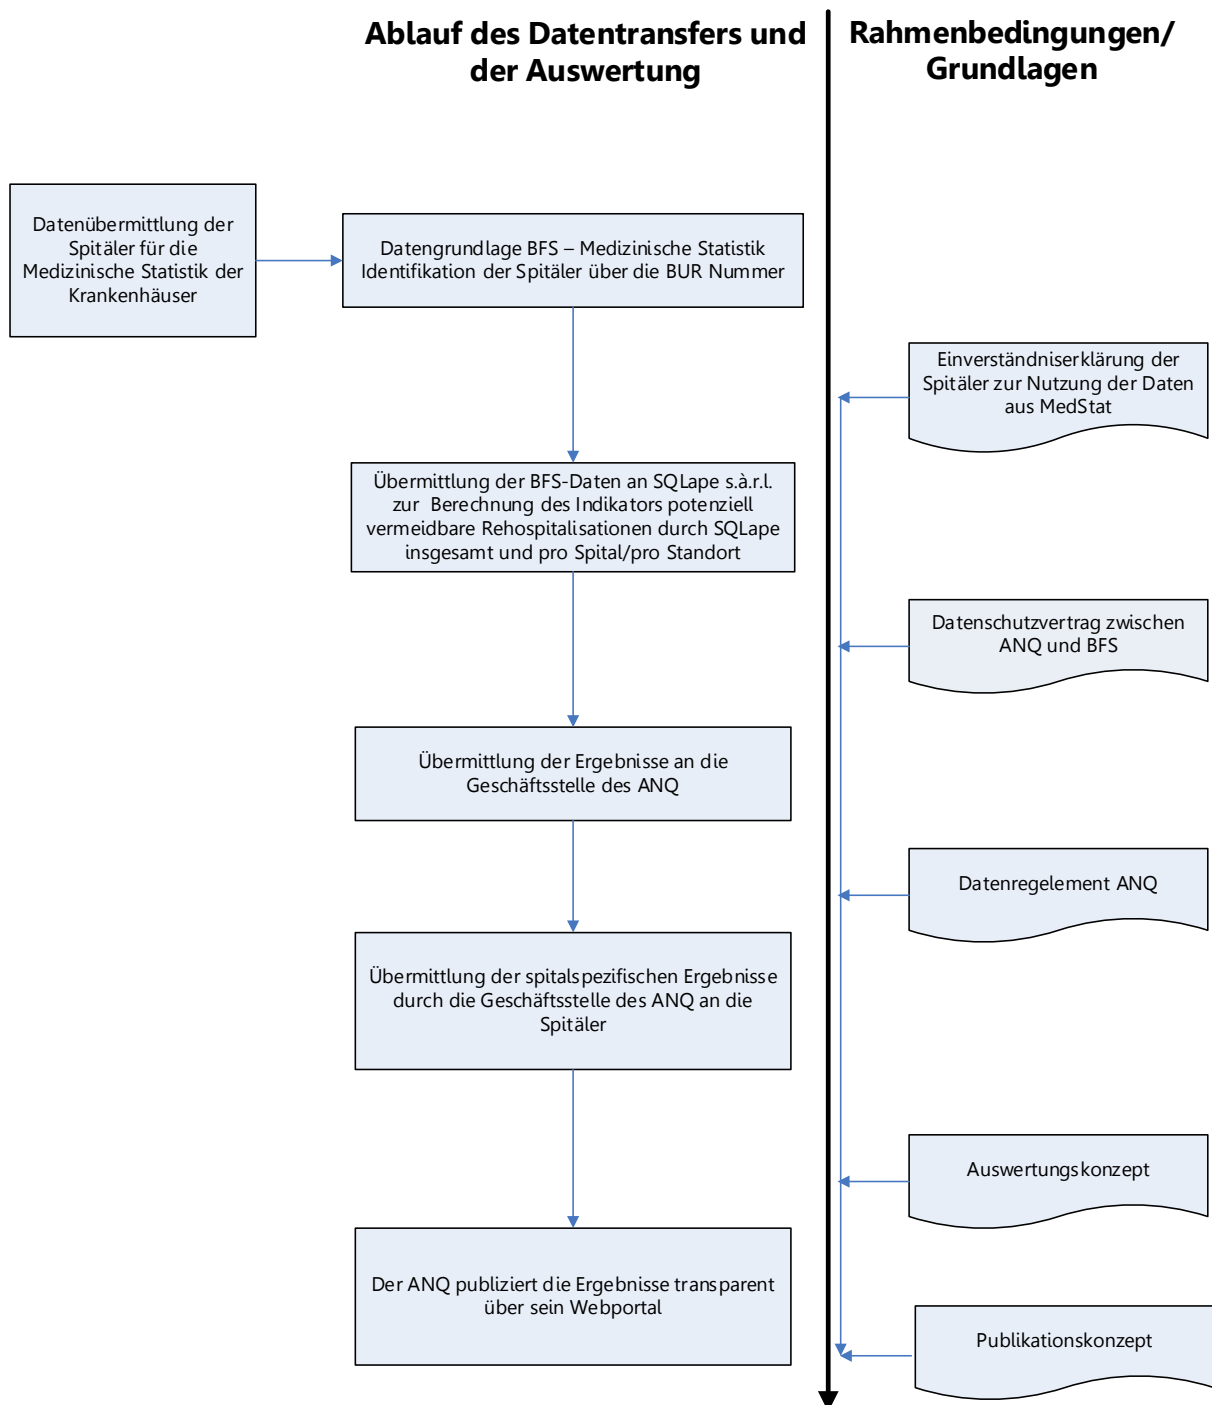 Ablauf des Datentransfers und
der Auswertung
Rahmenbedingungen/
Grundlagen
Datenübermittlung der
Spitäler für die
Medizinische Statistik der
Krankenhäuser
Datengrundlage BFS – Medizinische Statistik
Identifikation der Spitäler über die BUR Nummer
Einverständniserklärung der
Spitäler zur Nutzung der Daten
aus MedStat
Übermittlung der BFS-Daten an SQLape s.à.r.l.
zur Berechnung des Indikators potenziell
vermeidbare Rehospitalisationen durch SQLape
insgesamt und pro Spital/pro Standort
Datenschutzvertrag zwischen
ANQ und BFS
Übermittlung der Ergebnisse an die
Geschäftsstelle des ANQ
Datenregelement ANQ
Übermittlung der spitalspezifischen Ergebnisse
durch die Geschäftsstelle des ANQ an die
Spitäler
Auswertungskonzept
Der ANQ publiziert die Ergebnisse transparent
über sein Webportal
Publikationskonzept